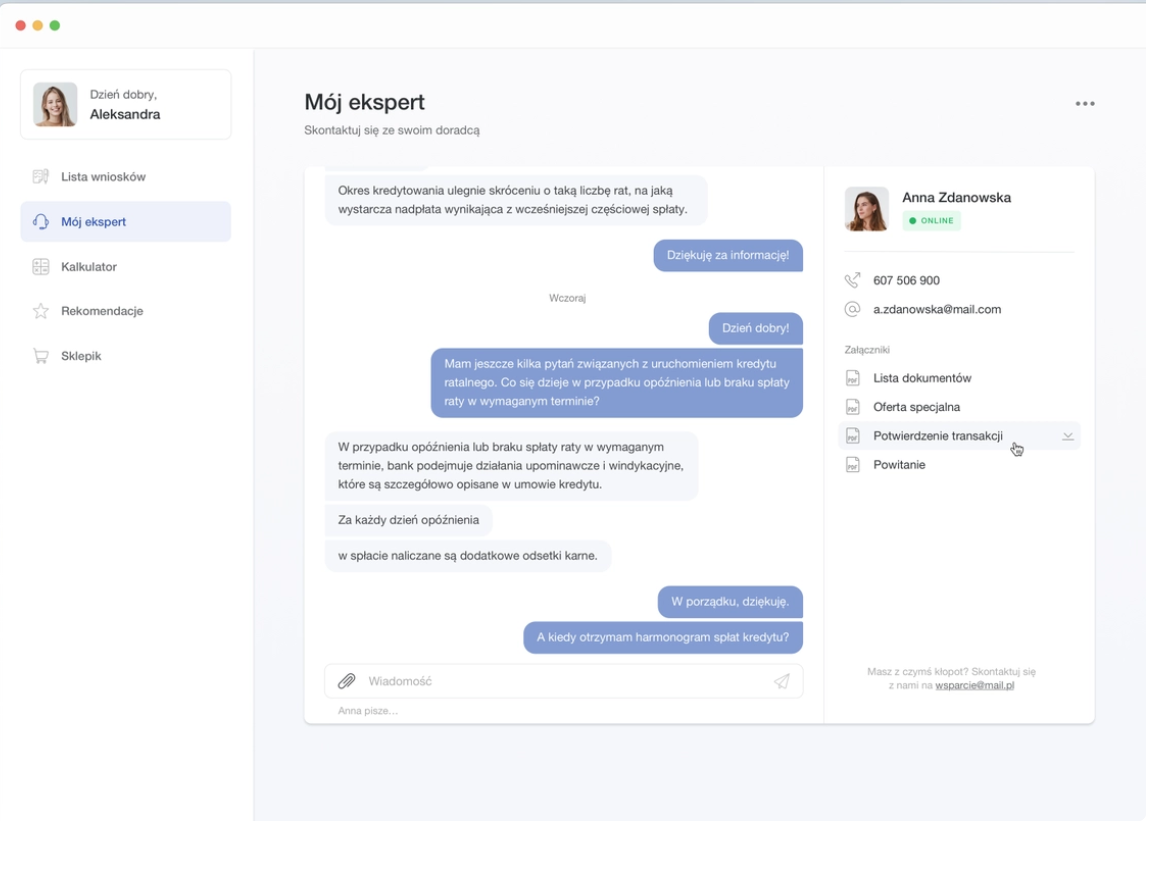 Dzień dobry,
Aleksandra
Lista wniosków
Mój ekspert
Kalkulator
Rekomendacje
Sklepik
Mój ekspert
Skontaktuj się ze swoim doradcą
Okres kredytowania ulegnie skróceniu o taką liczbę rat, na jaką
wystarcza nadpłata wynikająca z wcześniejszej częściowej spłaty.
Dziękuję za informację!
Wczoraj
Dzień dobry!
Mam jeszcze kilka pytań związanych z uruchomieniem kredytu
ratalnego. Co się dzieje w przypadku opóźnienia lub braku spłaty
raty w wymaganym terminie?
W przypadku opóźnienia lub braku spłaty raty w wymaganym
terminie, bank podejmuje działania upominawcze i windykacyjne,
które są szczegółowo opisane w umowie kredytu.
Za każdy dzień opóźnienia
w spłacie naliczane są dodatkowe odsetki karne.
W porządku, dziękuję.
A kiedy otrzymam harmonogram spłat kredytu?
Wiadomość
Anna pisze...
Anna Zdanowska
ONLINE
607 506 900
a.zdanowska@mail.com
Załączniki
PDF Lista dokumentów
PDF Oferta specjalna
PDF Potwierdzenie transakcji
PDF Powitanie
Masz z czymś kłopot? Skontaktuj się
z nami na wsparcie@mail.pl